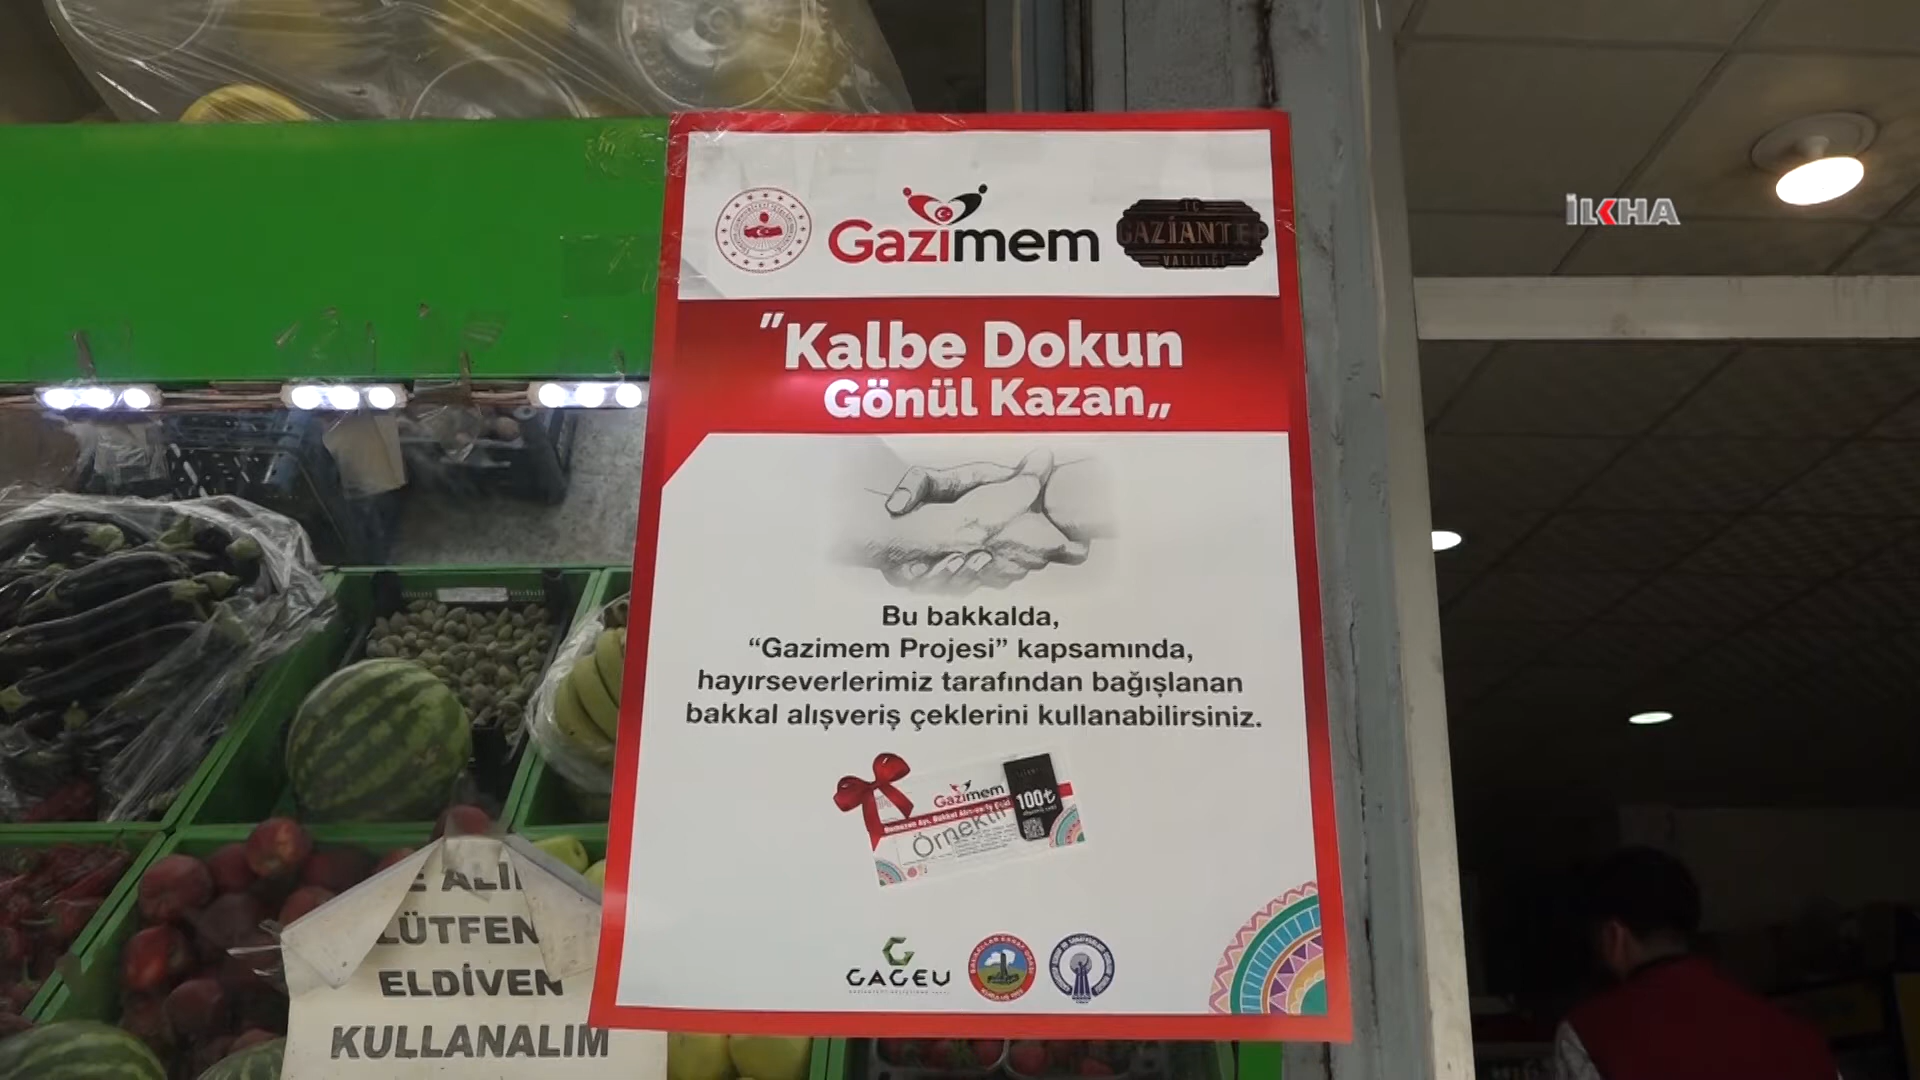 İLKHA
Gazimem
T.C.
GAZİANTEP
VALİLİĞİ
"Kalbe Dokun
Gönül Kazan„
Bu bakkalda,
“Gazimem Projesi” kapsamında,
hayırseverlerimiz tarafından bağışlanan
bakkal alışveriş çeklerini kullanabilirsiniz.
Gazimem
100₺
Örnektir
GAGEV
LÜTFEN
ELDİVEN
KULLANALIM